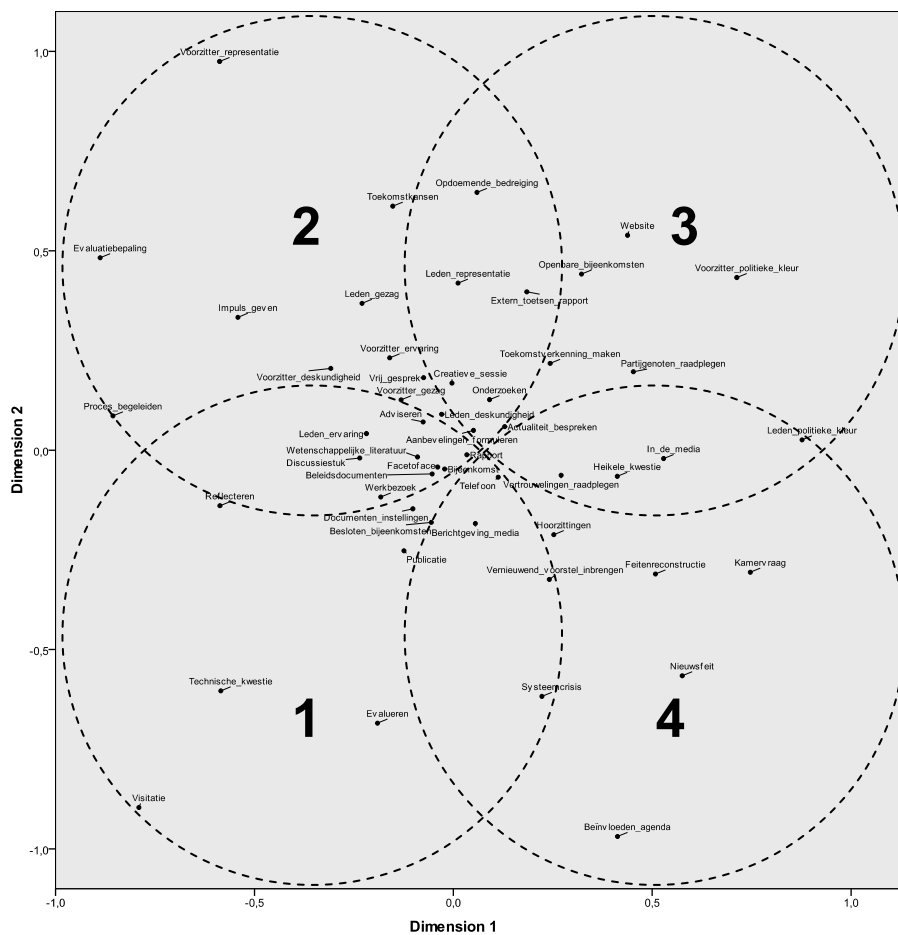 1,0
Voorzitter_representatie
Opdoemende_bedreiging
Toekomstkansen
2
3
Website
0,5
Evaluatiebepaling
Openbare_bijeenkomsten
Voorzitter_politieke_kleur
Leden_representatie
Leden_gezag
Extern_toetsen_rapport
Impuls_geven
Voorzitter_ervaring
Toekomstverkenning_maken
Partijgenoten_raadplegen
Voorzitter_deskundigheid
Vrij_gesprek
Creatieve_sessie
Voorzitter_gezag
Onderzoeken
Proces_begeleiden
Adviseren
Leden_deskundigheid
Actualiteit_bespreken
Leden_ervaring
Aanbevelingen_formuleren
Leden_politieke_kleur
0,0
Wetenschappelijke_literatuur
Rapport
In_de_media
Discussiestuk
Facetoface
Bijeenkomst
Heikele_kwestie
Beleidsdocumenten
Werkbezoek
Telefoon
Vertrouwelingen_raadplegen
Reflecteren
Documenten_instellingen
Besloten_bijeenkomsten
Berichtgeving_media
Hoorzittingen
Publicatie
Vernieuwend_voorstel_inbrengen
Feitenreconstructie
Kamervraag
-0,5
Technische_kwestie
Systeemcrisis
Nieuwsfeit
1
Evalueren
4
Visitatie
Beïnvloeden_agenda
-1,0
-1,0
-0,5
0,0
0,5
1,0
Dimension 1
Dimension 2